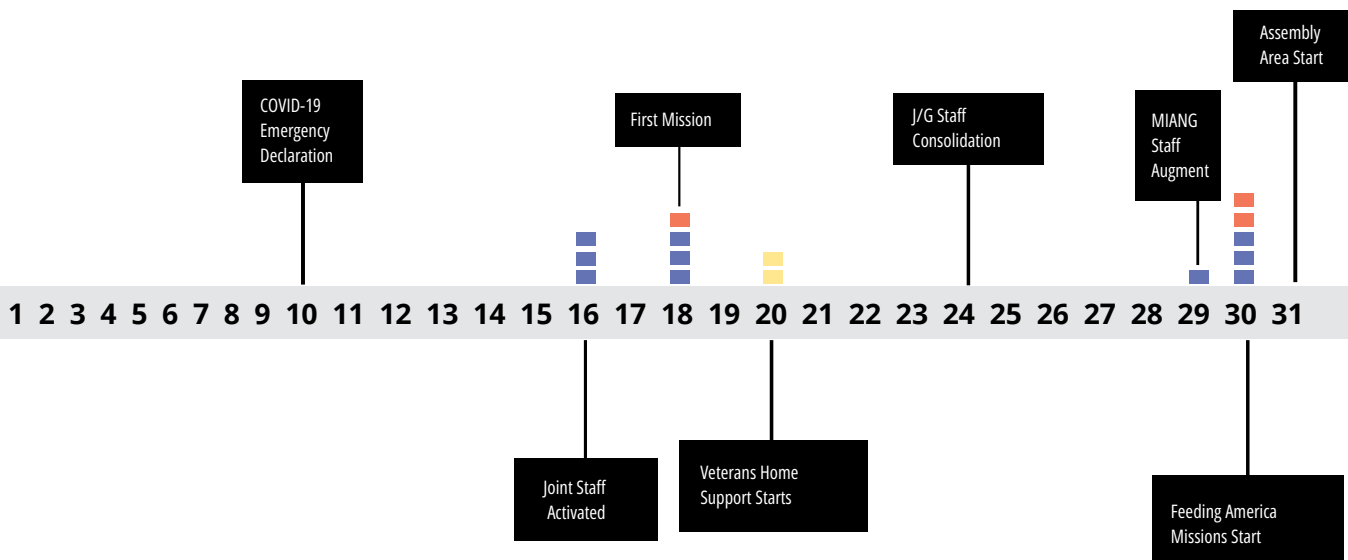 Assembly
Area Start
COVID-19
Emergency
Declaration
First Mission
J/G Staff
Consolidation
MIANG
Staff
Augment
1 2 3 4 5 6 7 8 9 10 11 12 13 14 15 16 17 18 19 20 21 22 23 24 25 26 27 28 29 30 31
Joint Staff
Activated
Veterans Home
Support Starts
Feeding America
Missions Start